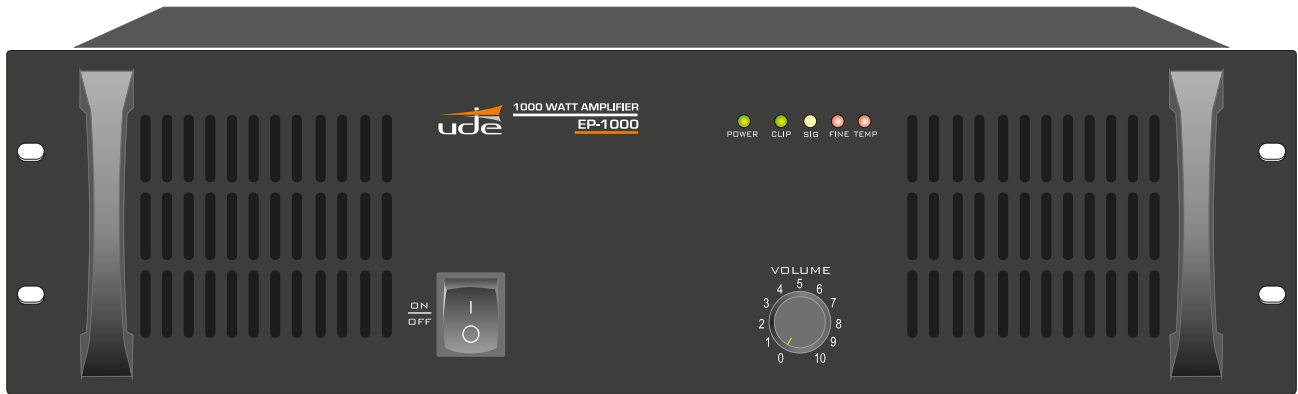 ude
1000 WATT AMPLIFIER
EP-1000
POWER CLIP SIG FINE TEMP
ON
OFF
I
O
VOLUME
0 1 2 3 4 5 6 7 8 9 10